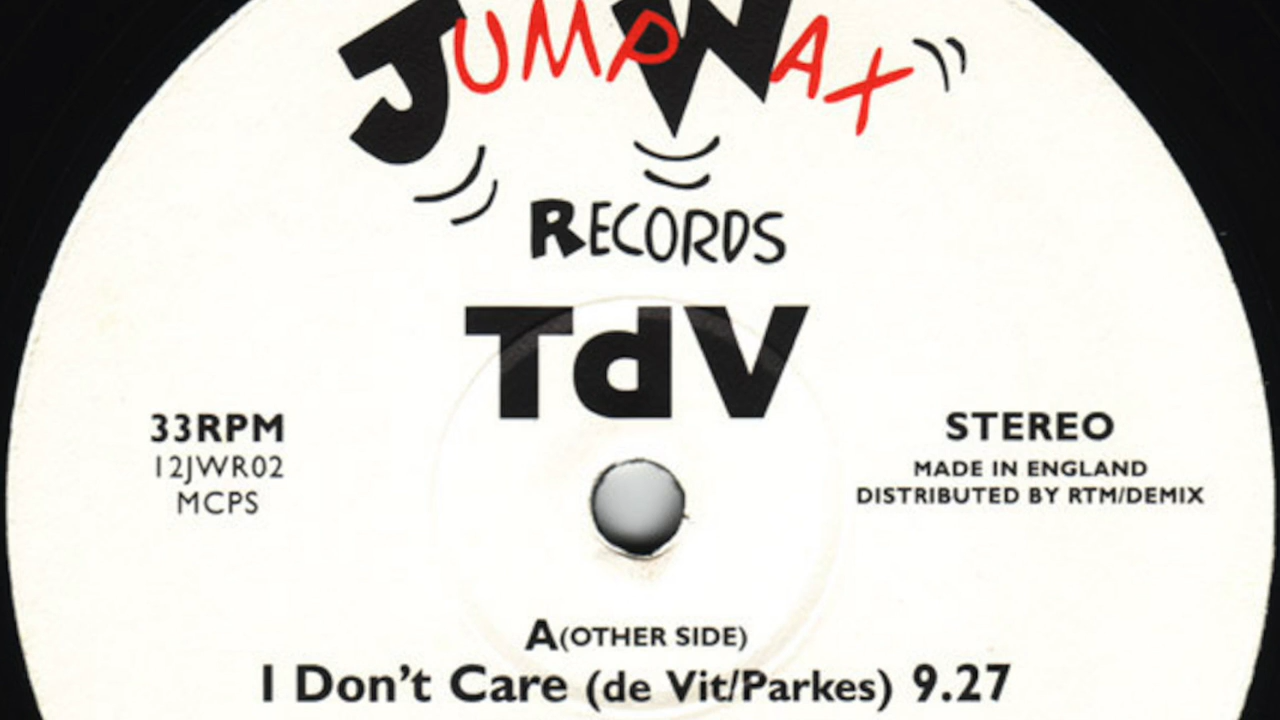 JUMPWAX
RECORDS
TdV
33RPM
12JWR02
MCPS
STEREO
MADE IN ENGLAND
DISTRIBUTED BY RTM/DEMIX
A(OTHER SIDE)
I Don't Care (de Vit/Parkes) 9.27